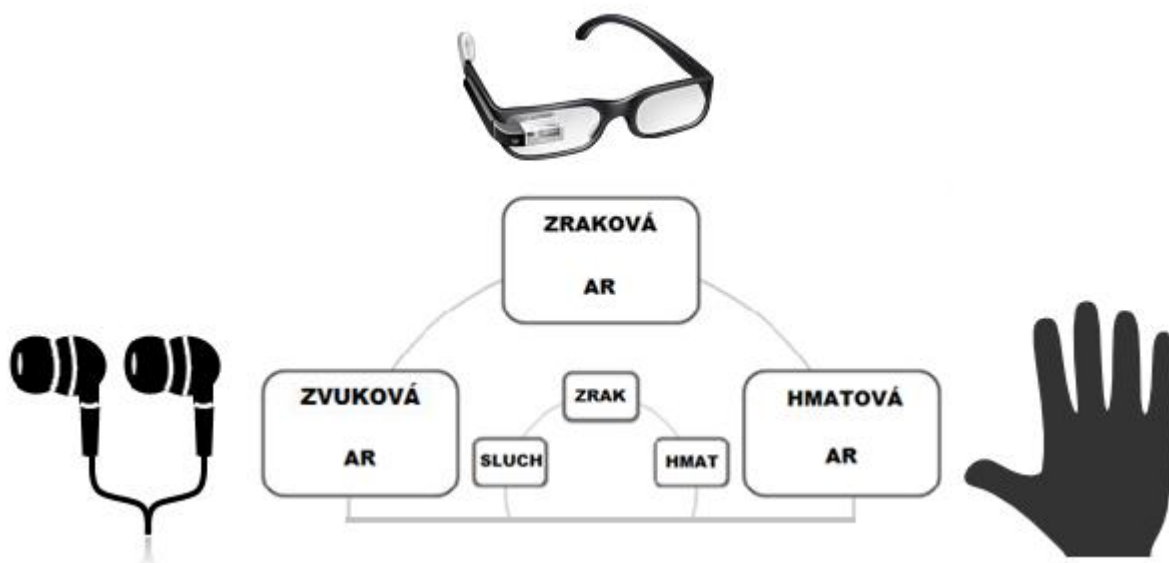 ZRAKOVÁ
AR
ZVUKOVÁ
AR
ZRAK
SLUCH
HMAT
HMATOVÁ
AR